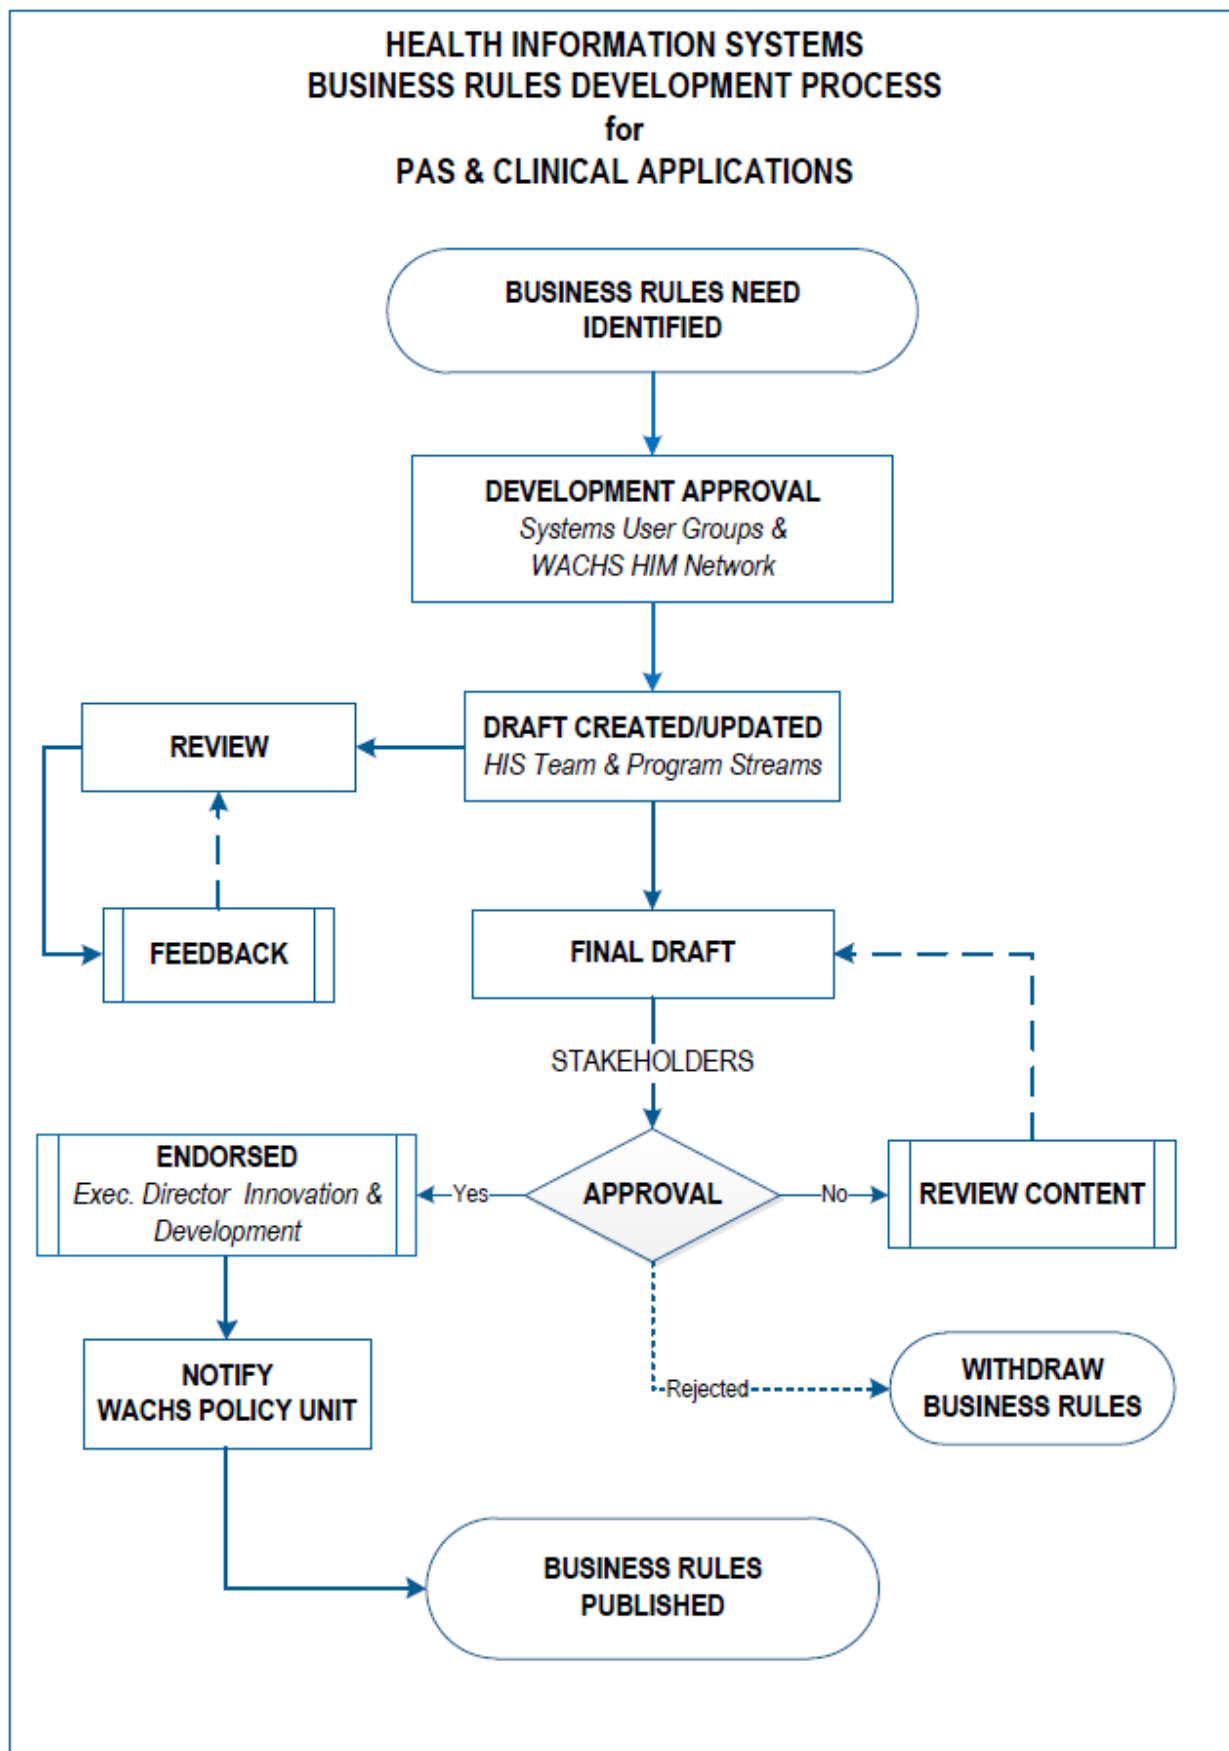 HEALTH INFORMATION SYSTEMS
BUSINESS RULES DEVELOPMENT PROCESS
for
PAS & CLINICAL APPLICATIONS
BUSINESS RULES NEED
IDENTIFIED
DEVELOPMENT APPROVAL
Systems User Groups &
WACHS HIM Network
DRAFT CREATED/UPDATED
HIS Team & Program Streams
REVIEW
FEEDBACK
FINAL DRAFT
STAKEHOLDERS
APPROVAL
Yes
No
ENDORSED
Exec. Director Innovation &
Development
REVIEW CONTENT
Rejected
WITHDRAW
BUSINESS RULES
NOTIFY
WACHS POLICY UNIT
BUSINESS RULES
PUBLISHED